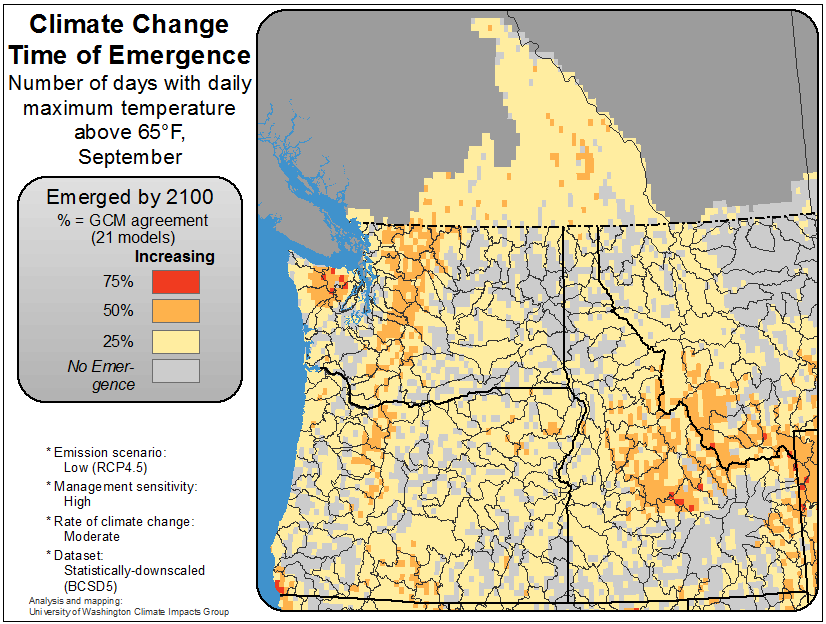 Climate Change
Time of Emergence
Number of days with daily
maximum temperature
above 65°F,
September
Emerged by 2100
% = GCM agreement
(21 models)
Increasing
75%
50%
25%
No Emer-
gence
* Emission scenario:
Low (RCP4.5)
* Management sensitivity:
High
* Rate of climate change:
Moderate
* Dataset:
Statistically-downscaled
(BCSD5)
Analysis and mapping:
University of Washington Climate Impacts Group